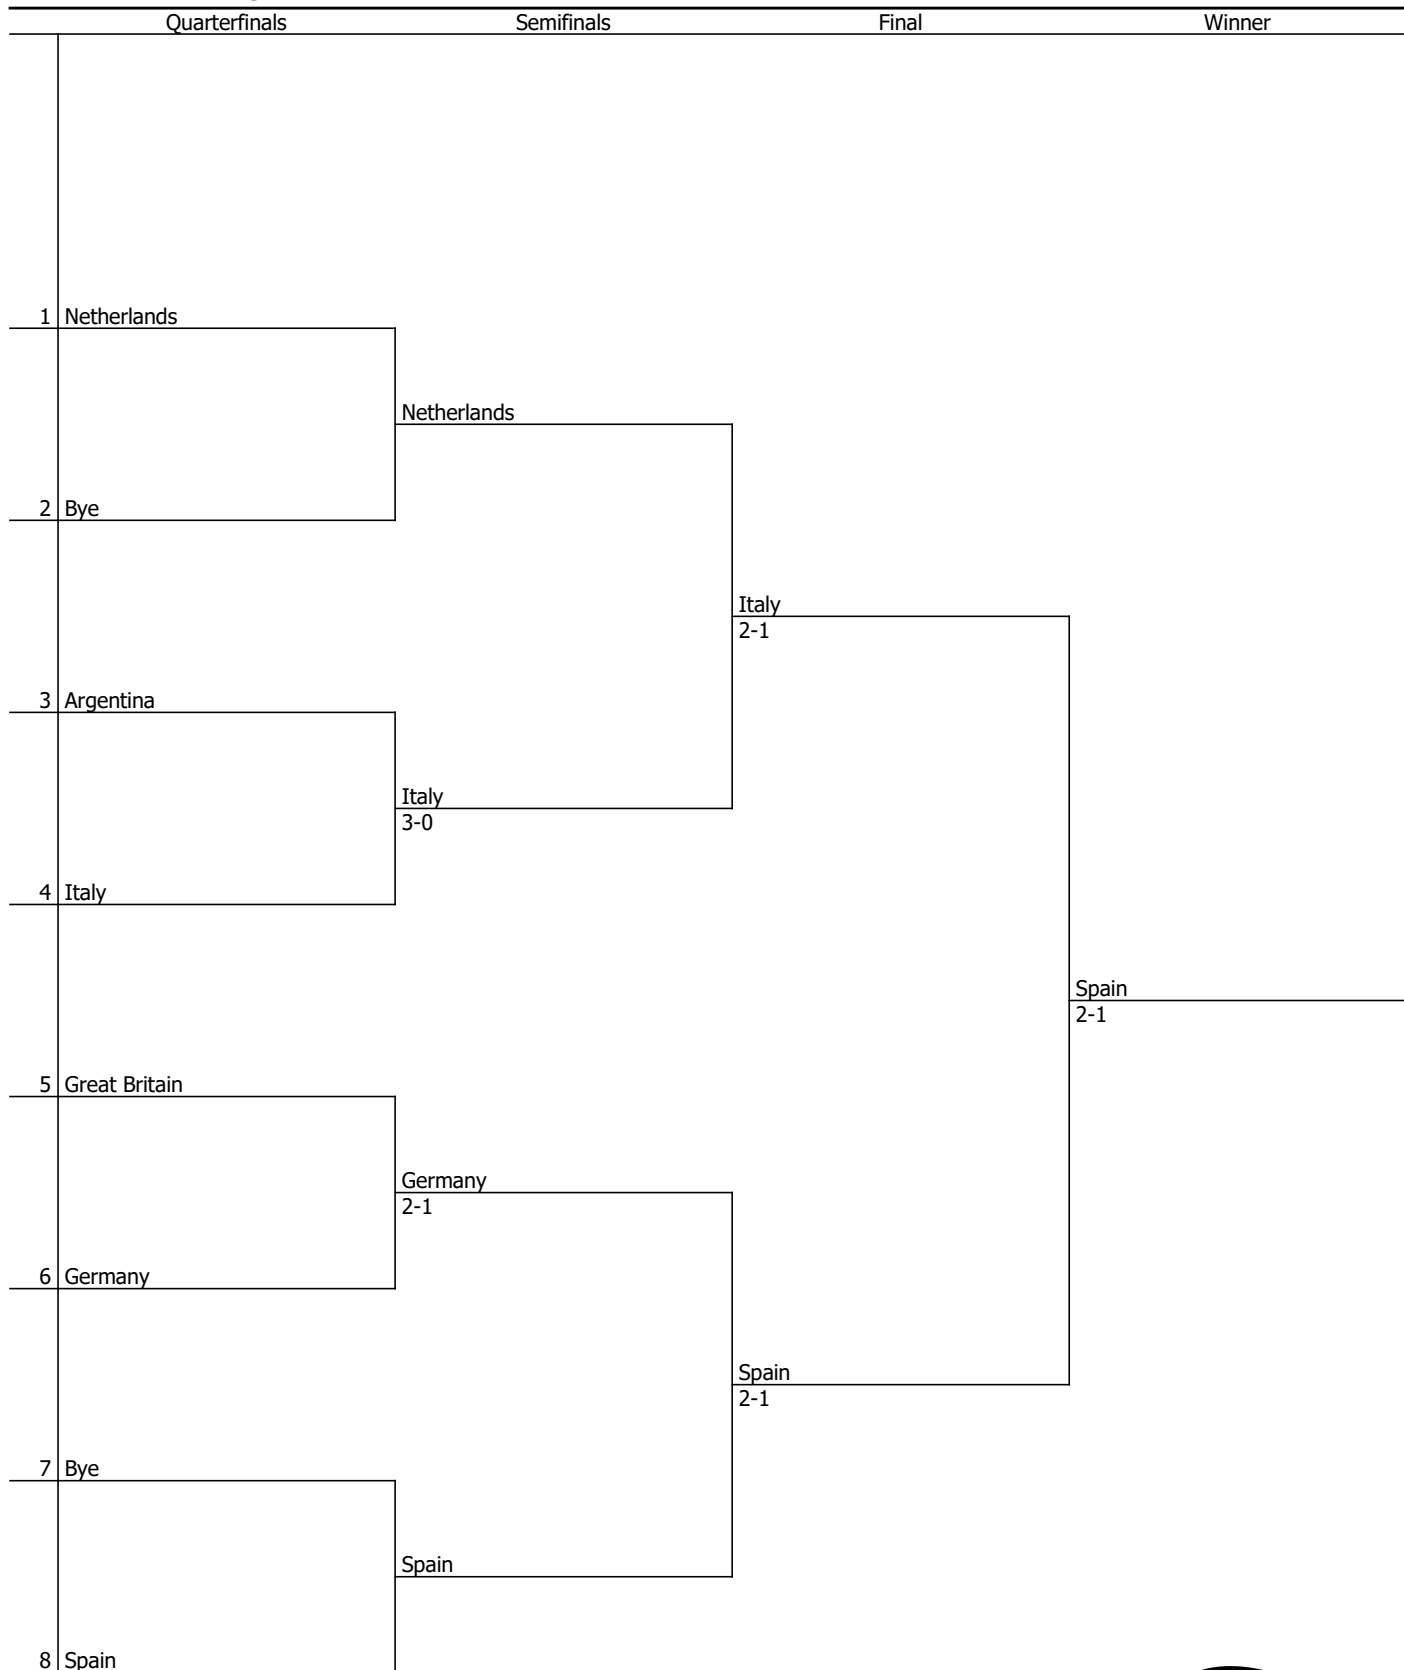 Quarterfinals Semifinals Final Winner
1 Netherlands
Netherlands
2 Bye
Italy
2-1
3 Argentina
Italy
3-0
4 Italy
Spain
2-1
5 Great Britain
Germany
2-1
6 Germany
Spain
2-1
7 Bye
Spain
8 Spain